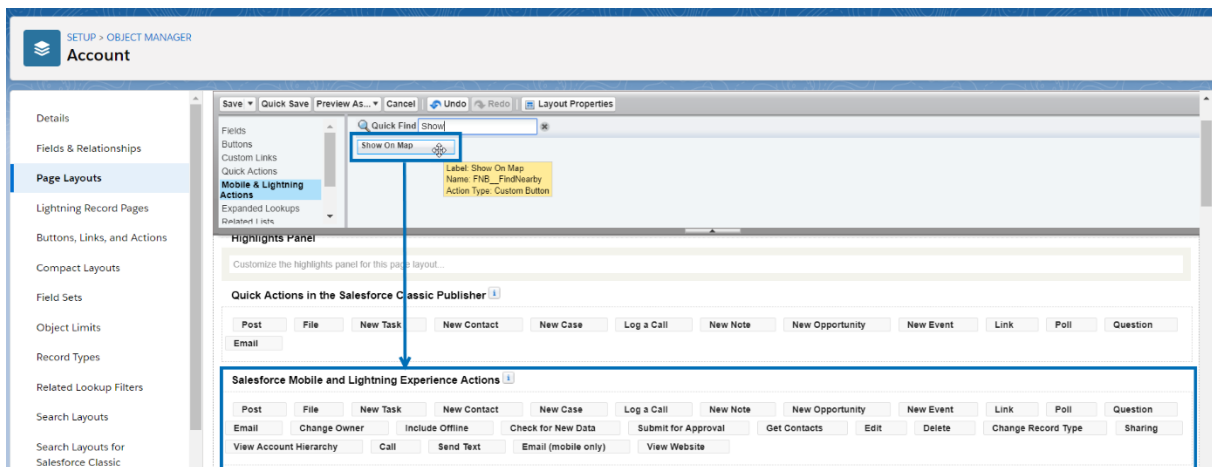 SETUP > OBJECT MANAGER
Account
Details
Fields & Relationships
Page Layouts
Lightning Record Pages
Buttons, Links, and Actions
Compact Layouts
Field Sets
Object Limits
Record Types
Related Lookup Filters
Search Layouts
Search Layouts for
Salesforce Classic
Save Quick Save Preview As... Cancel Undo Redo Layout Properties
Fields
Buttons
Custom Links
Quick Actions
Mobile & Lightning
Actions
Expanded Lookups
Related Lists
Quick Find Show
Show On Map
Label: Show On Map
Name: FNB__FindNearby
Action Type: Custom Button
Highlights Panel
Customize the highlights panel for this page layout...
Quick Actions in the Salesforce Classic Publisher i
Post File New Task New Contact New Case Log a Call New Note New Opportunity New Event Link Poll Question
Email
Salesforce Mobile and Lightning Experience Actions i
Post File New Task New Contact New Case Log a Call New Note New Opportunity New Event Link Poll Question
Email Change Owner Include Offline Check for New Data Submit for Approval Get Contacts Edit Delete Change Record Type Sharing
View Account Hierarchy Call Send Text Email (mobile only) View Website